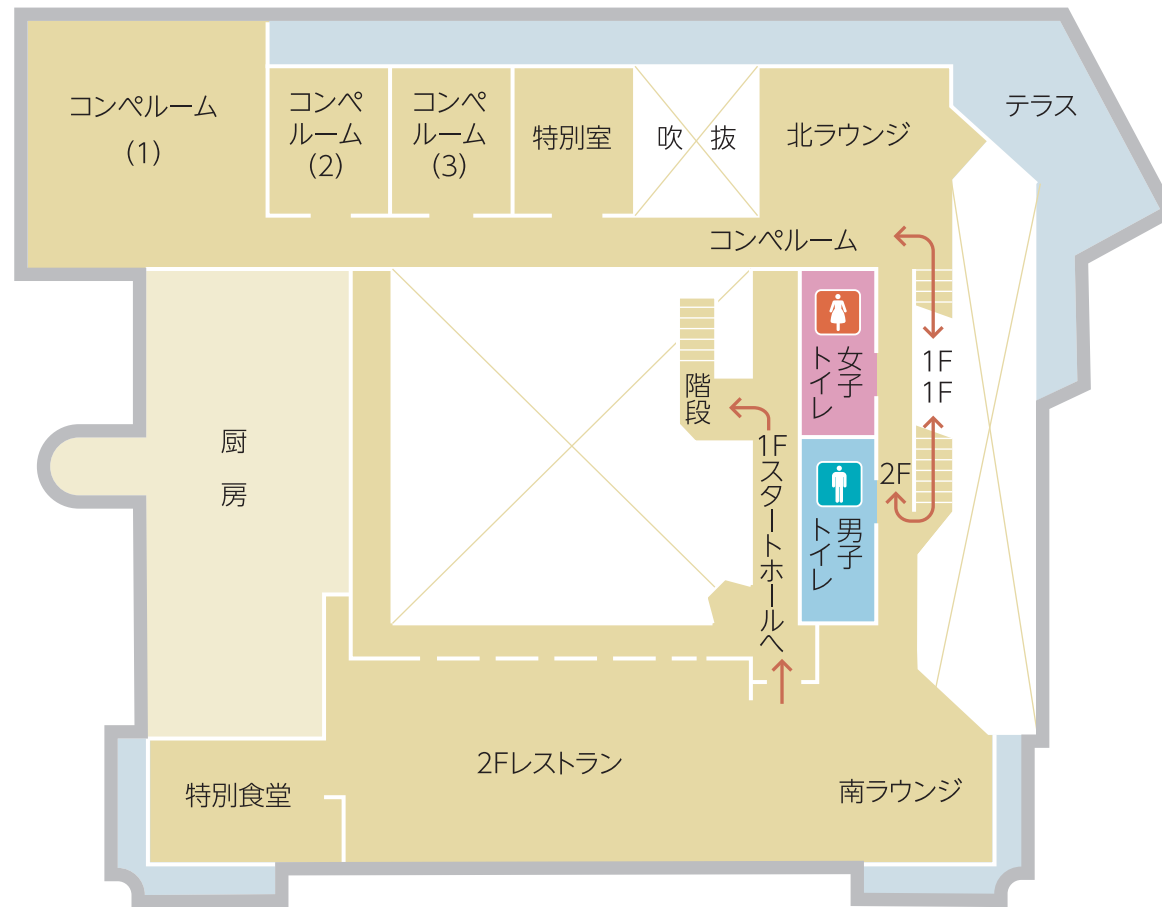 コンペルーム
(1)
コンペ
ルーム
(2)
コンペ
ルーム
(3)
特別室
吹 抜
北ラウンジ
テラス
コンペルーム
女子
トイレ
1F
1F
階段
1Fスタートホールへ
2F
男子
トイレ
厨
房
2Fレストラン
特別食堂
南ラウンジ